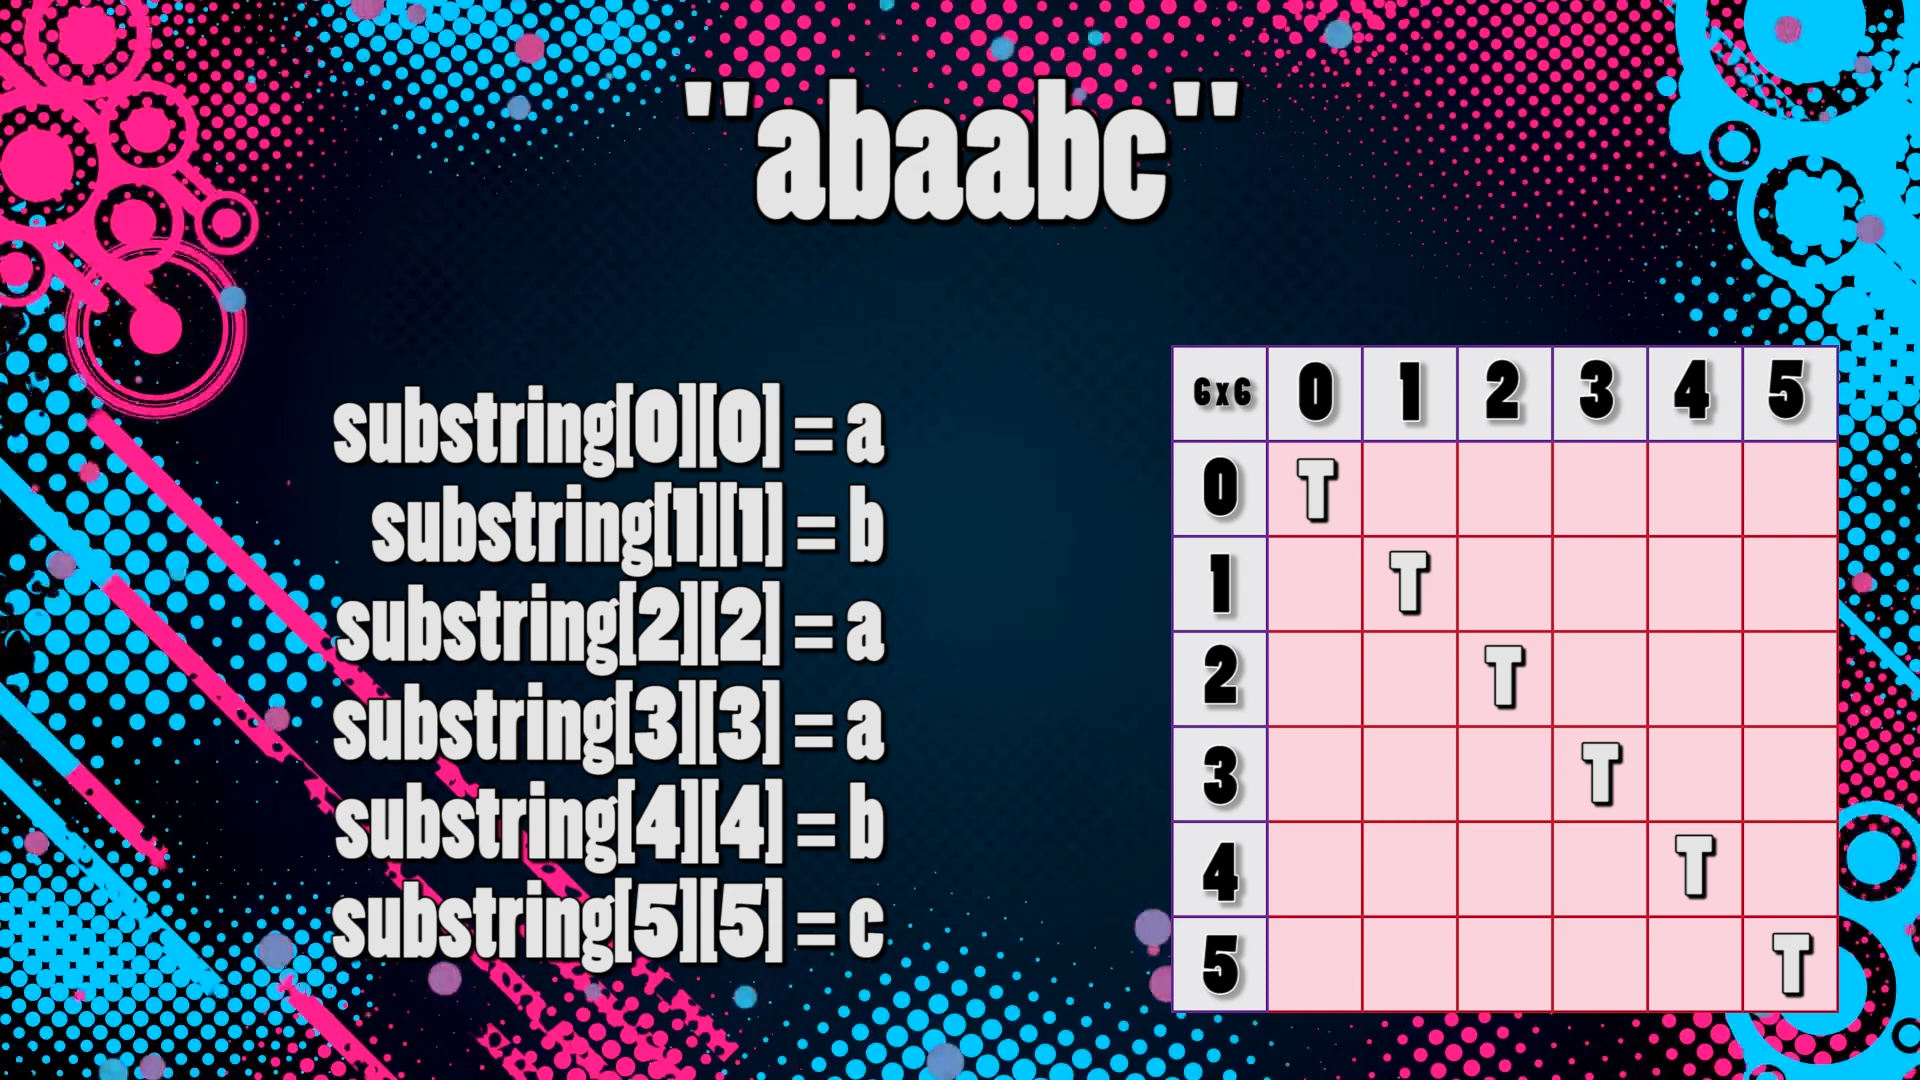 "abaabc"
substring[0][0] = a
substring[1][1] = b
substring[2][2] = a
substring[3][3] = a
substring[4][4] = b
substring[5][5] = c
6x6 0 1 2 3 4 5
0 T
1 T
2 T
3 T
4 T
5 T